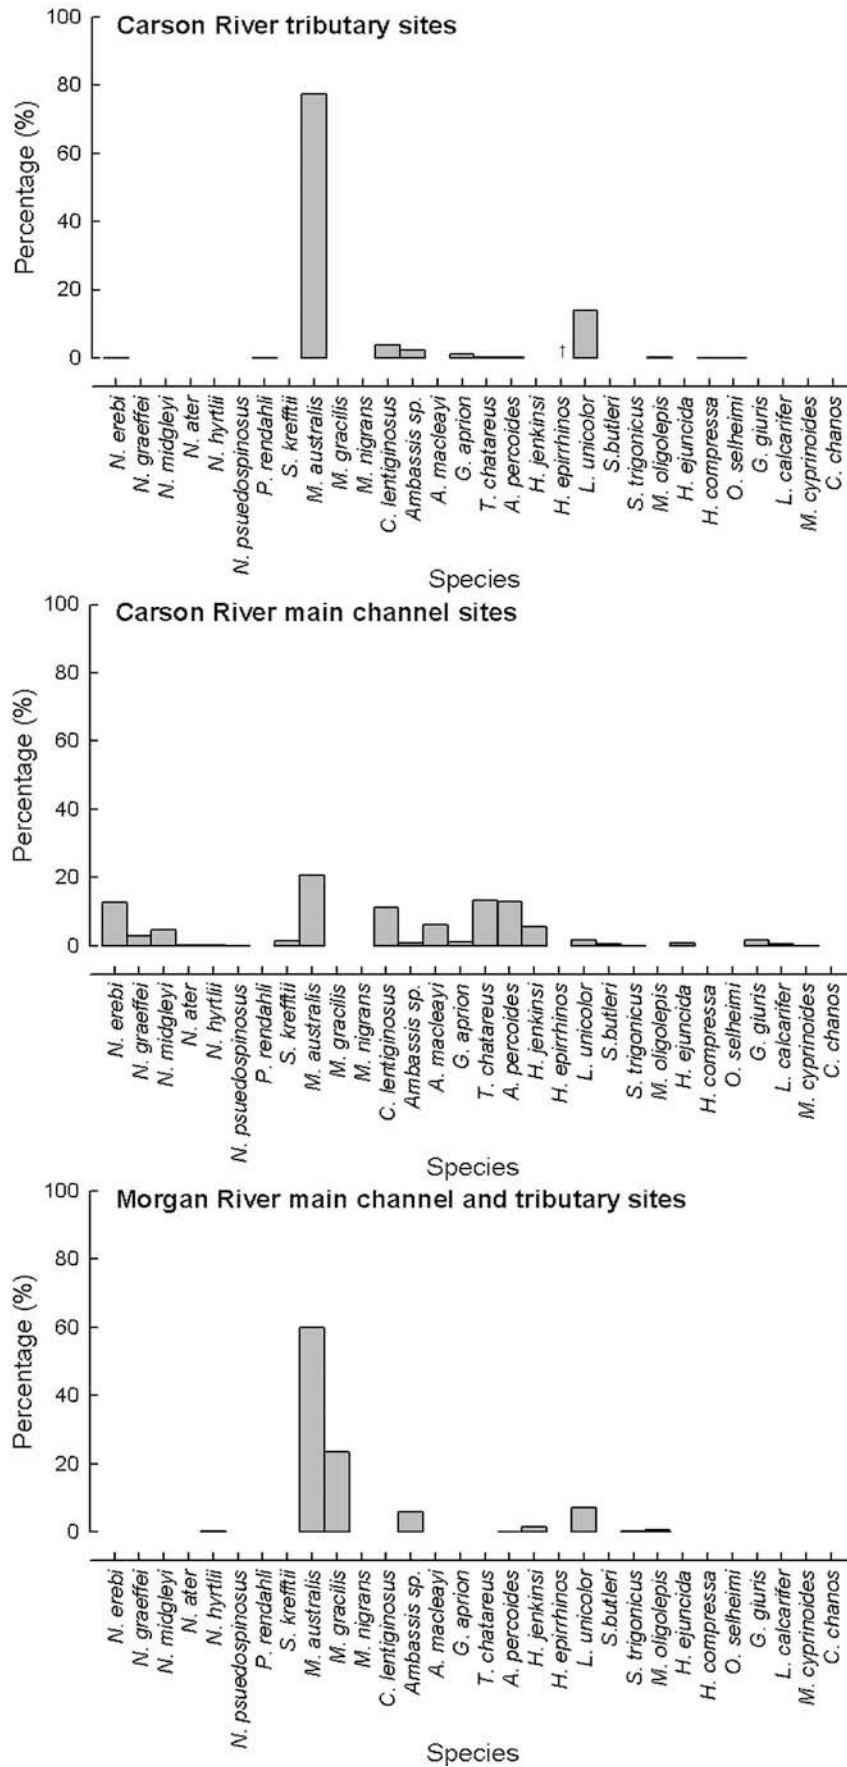 Carson River tributary sites
100
80
60
40
20
0
Percentage (%)
†
N. erebi
N. graeffei
N. midgleyi
N. ater
N. hyrtlii
N. psuedospinosus
P. rendahli
S. krefftii
M. australis
M. gracilis
M. nigrans
C. lentiginosus
Ambassis sp.
A. macleayi
G. aprion
T. chatareus
A. percoides
H. jenkinsi
H. epirrhinos
L. unicolor
S.butleri
S. trigonicus
M. oligolepis
H. ejuncida
H. compressa
O. selheimi
G. giuris
L. calcarifer
M. cyprinoides
C. chanos
Species
Carson River main channel sites
100
80
60
40
20
0
Percentage (%)
N. erebi
N. graeffei
N. midgleyi
N. ater
N. hyrtlii
N. psuedospinosus
P. rendahli
S. krefftii
M. australis
M. gracilis
M. nigrans
C. lentiginosus
Ambassis sp.
A. macleayi
G. aprion
T. chatareus
A. percoides
H. jenkinsi
H. epirrhinos
L. unicolor
S.butleri
S. trigonicus
M. oligolepis
H. ejuncida
H. compressa
O. selheimi
G. giuris
L. calcarifer
M. cyprinoides
C. chanos
Species
Morgan River main channel and tributary sites
100
80
60
40
20
0
Percentage (%)
N. erebi
N. graeffei
N. midgleyi
N. ater
N. hyrtlii
N. psuedospinosus
P. rendahli
S. krefftii
M. australis
M. gracilis
M. nigrans
C. lentiginosus
Ambassis sp.
A. macleayi
G. aprion
T. chatareus
A. percoides
H. jenkinsi
H. epirrhinos
L. unicolor
S.butleri
S. trigonicus
M. oligolepis
H. ejuncida
H. compressa
O. selheimi
G. giuris
L. calcarifer
M. cyprinoides
C. chanos
Species